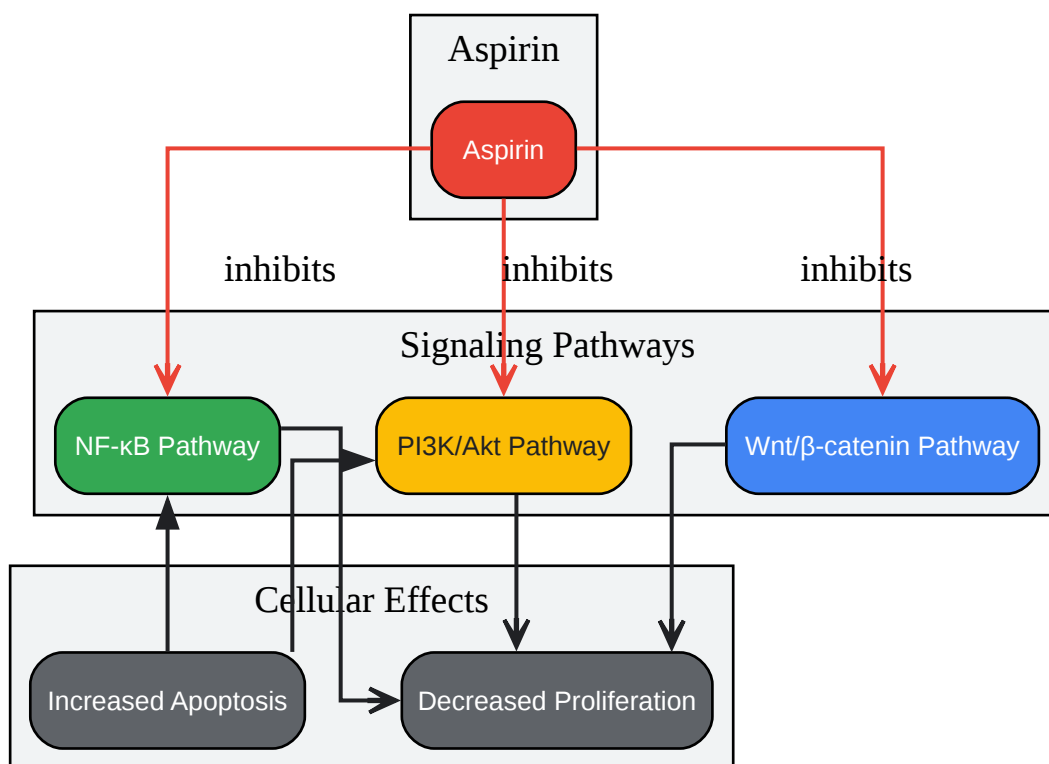 Aspirin
Aspirin
inhibits
inhibits
inhibits
Signaling Pathways
NF-κB Pathway
PI3K/Akt Pathway
Wnt/β-catenin Pathway
Cellular Effects
Increased Apoptosis
Decreased Proliferation